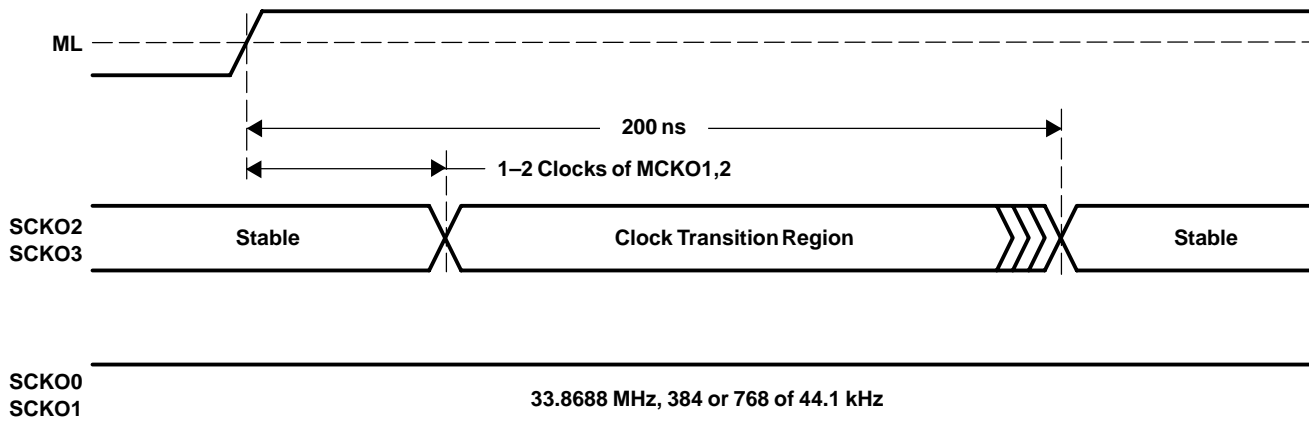 ML
200 ns
1–2 Clocks of MCKO1,2
SCKO2
SCKO3
Stable
Clock Transition Region
Stable
SCKO0
SCKO1
33.8688 MHz, 384 or 768 of 44.1 kHz